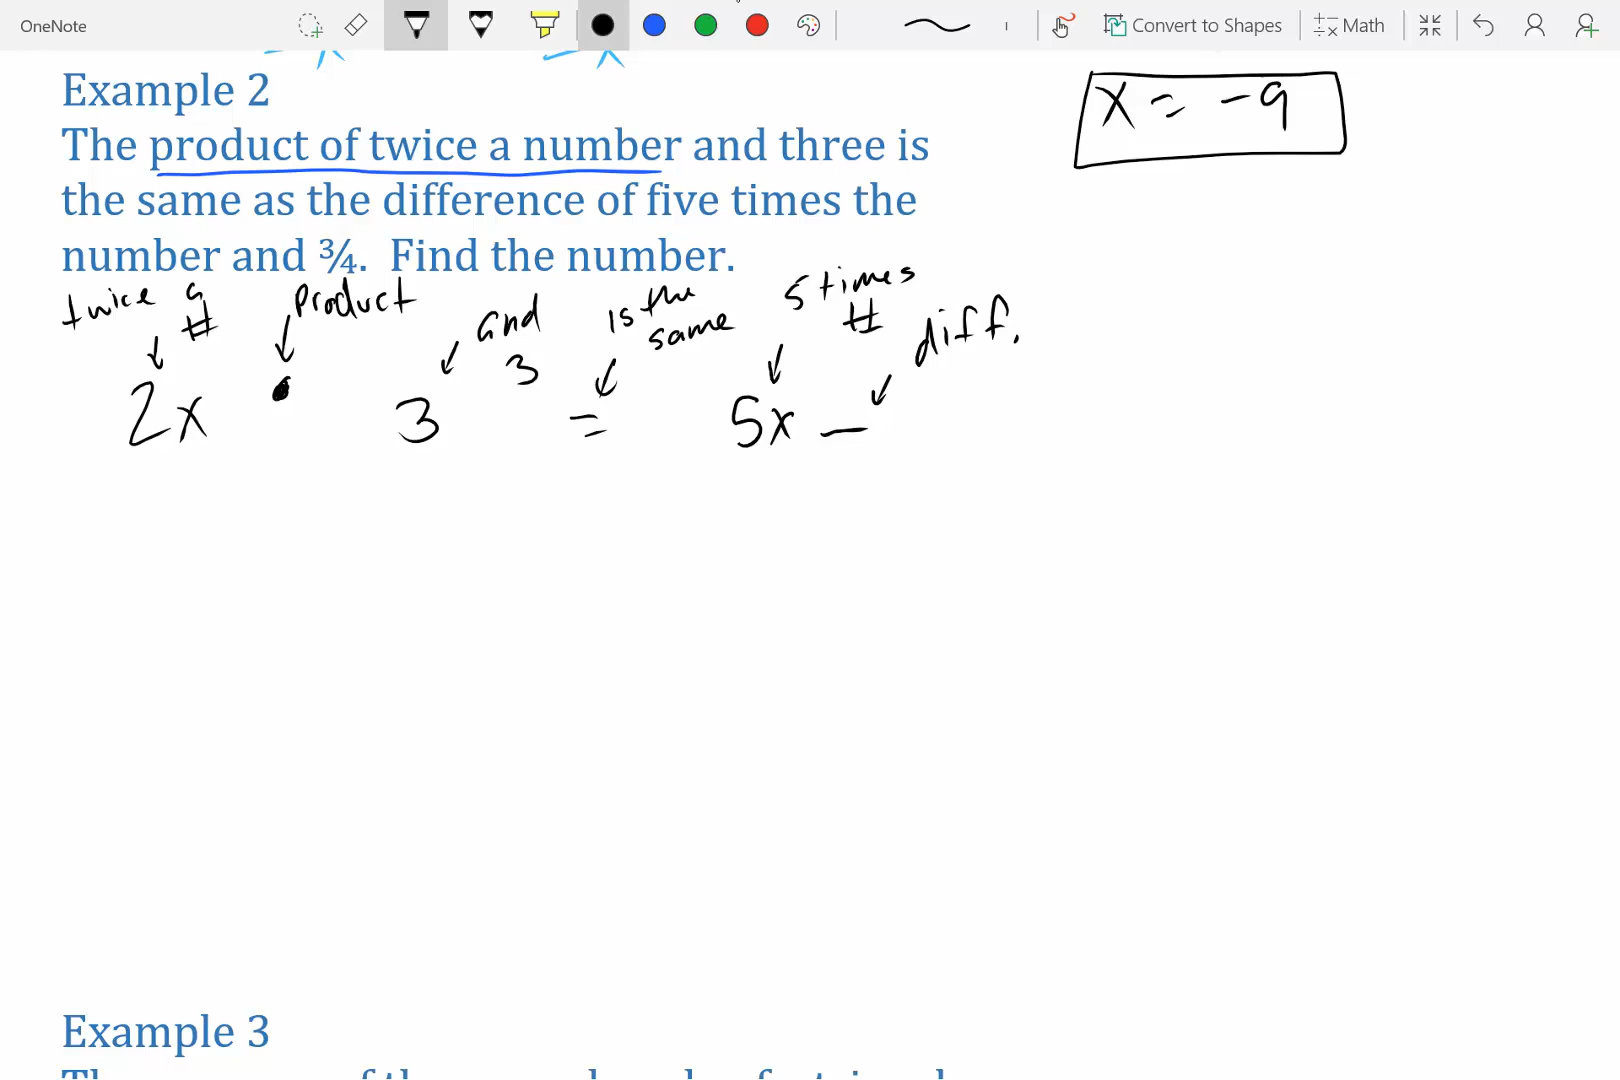 OneNote
Convert to Shapes
Math
Example 2
x = -9
The product of twice a number and three is
the same as the difference of five times the
number and ¾. Find the number.
twice a # product and 3 is the same 5 times # diff.
2x • 3 = 5x –
Example 3